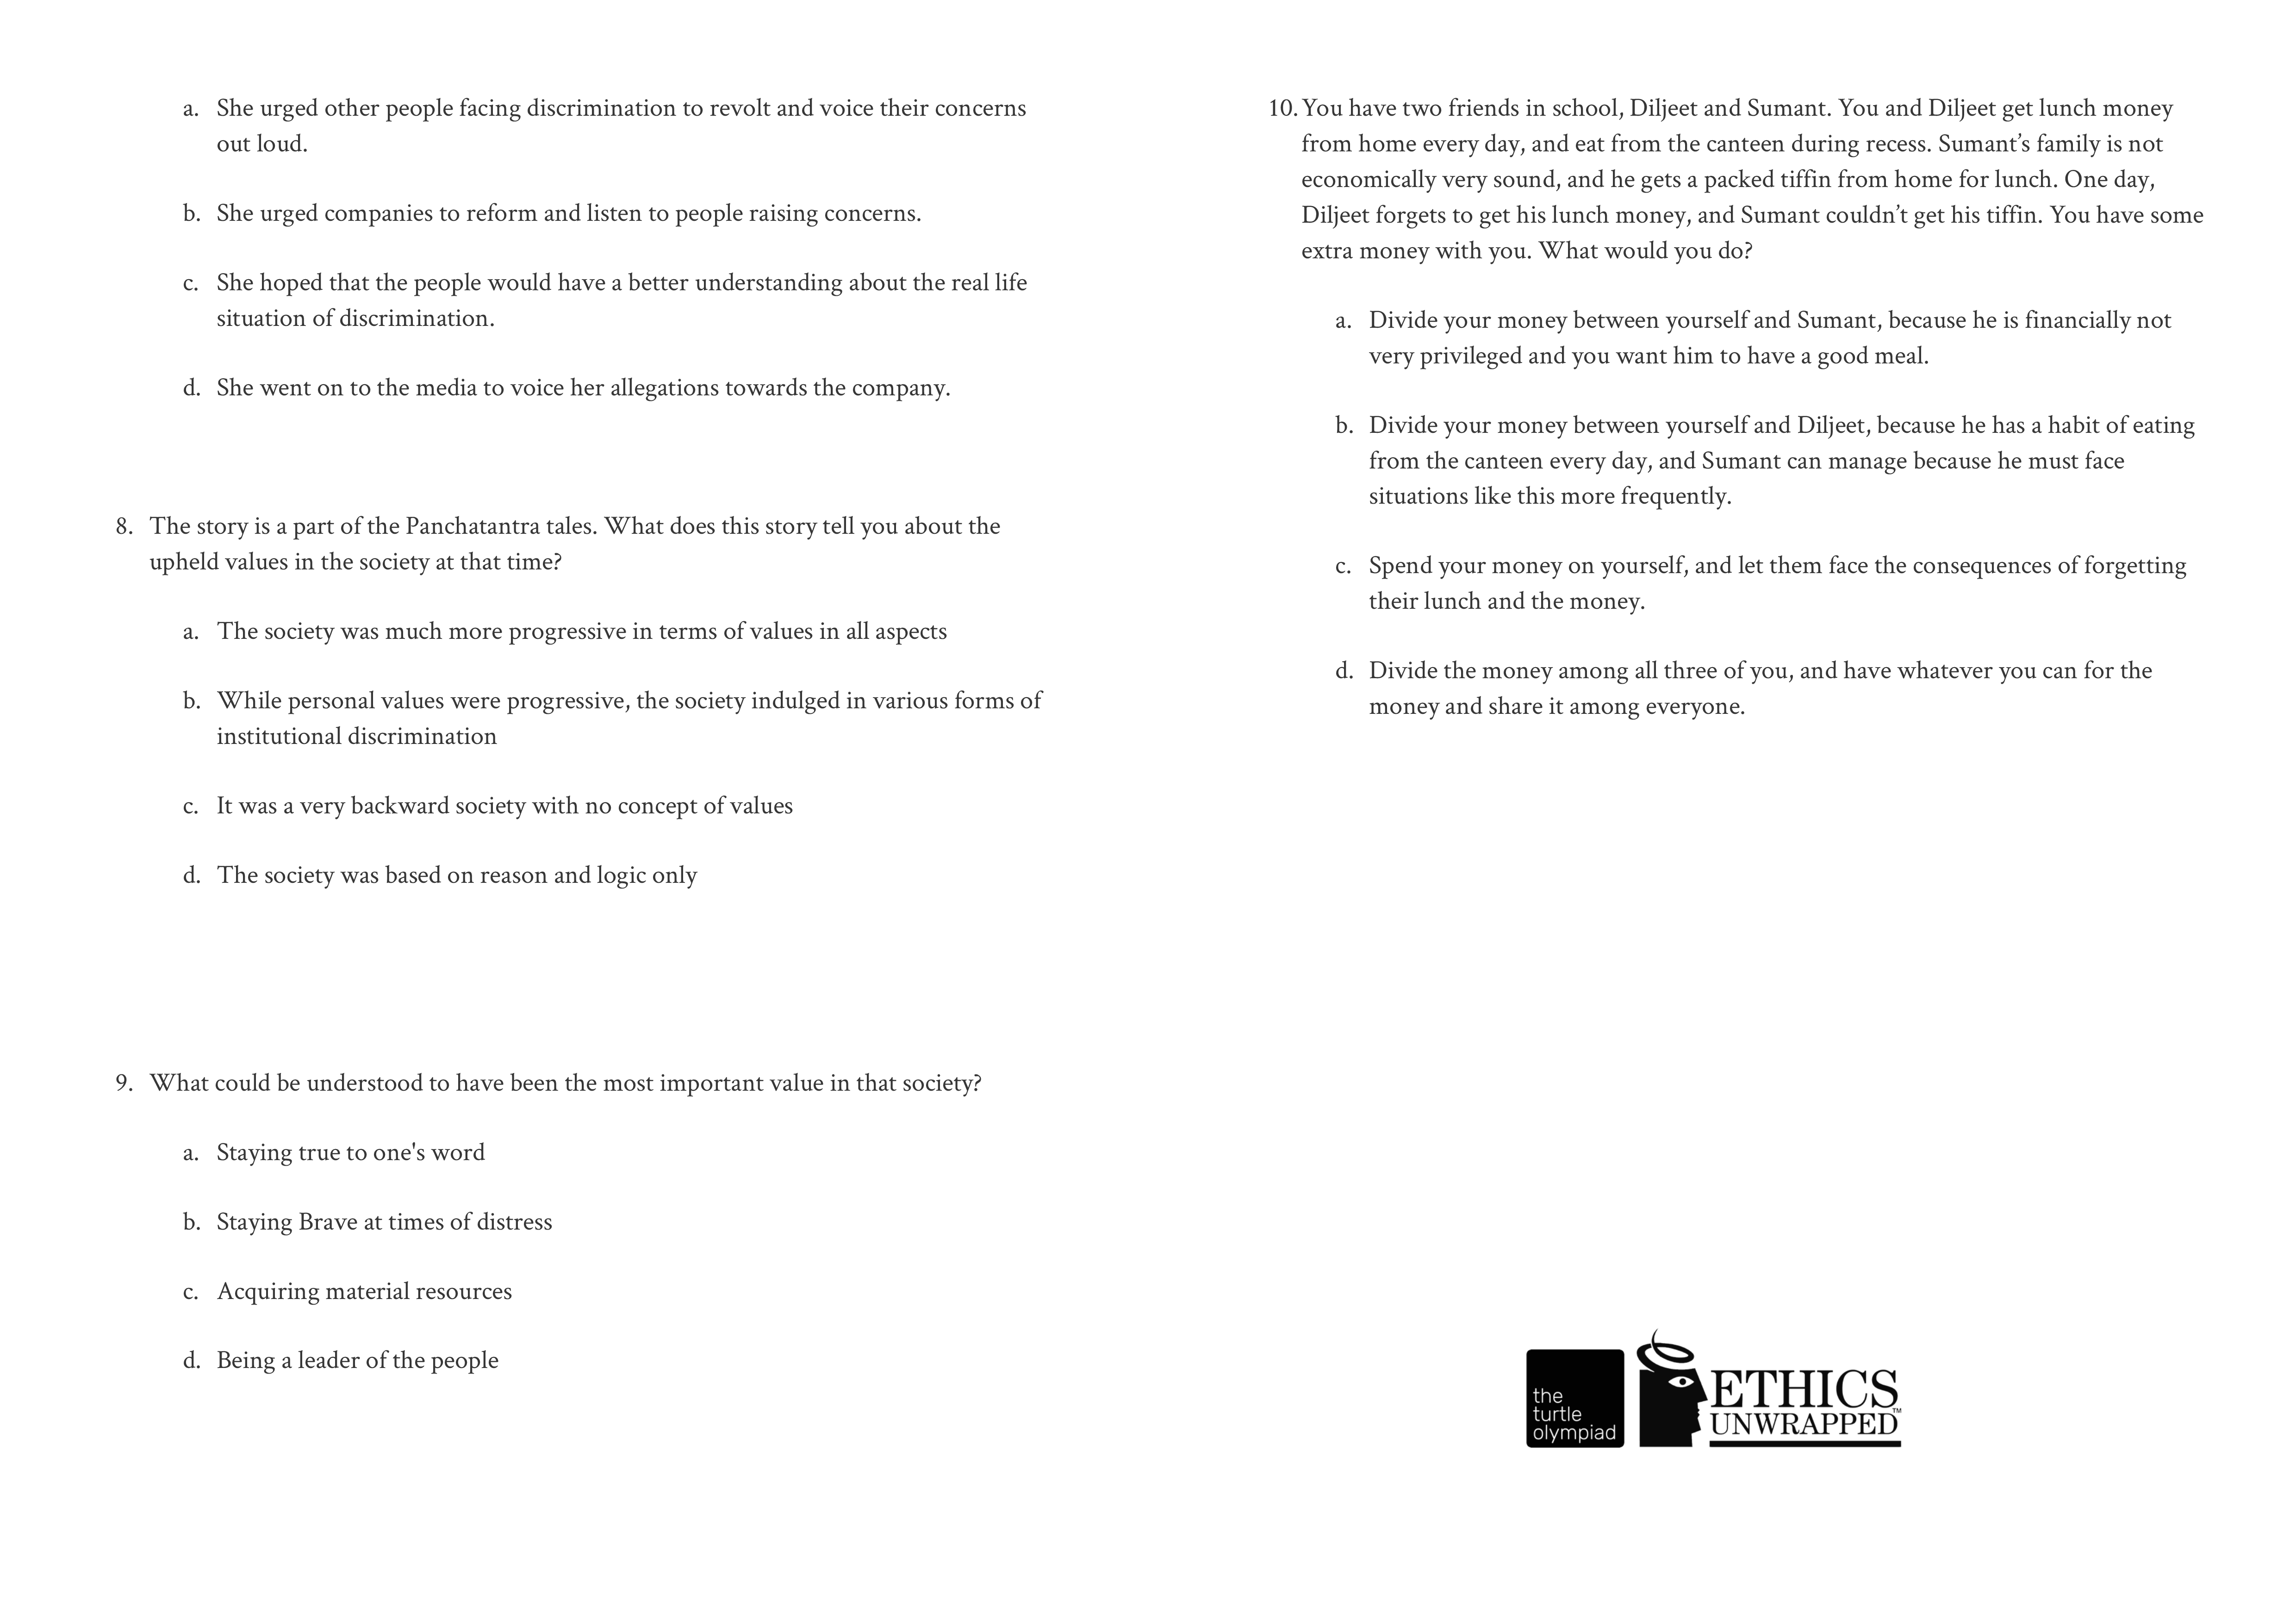 a. She urged other people facing discrimination to revolt and voice their concerns
out loud.
b. She urged companies to reform and listen to people raising concerns.
c. She hoped that the people would have a better understanding about the real life
situation of discrimination.
d. She went on to the media to voice her allegations towards the company.
8. The story is a part of the Panchatantra tales. What does this story tell you about the
upheld values in the society at that time?
a. The society was much more progressive in terms of values in all aspects
b. While personal values were progressive, the society indulged in various forms of
institutional discrimination
c. It was a very backward society with no concept of values
d. The society was based on reason and logic only
9. What could be understood to have been the most important value in that society?
a. Staying true to one's word
b. Staying Brave at times of distress
c. Acquiring material resources
d. Being a leader of the people
10. You have two friends in school, Diljeet and Sumant. You and Diljeet get lunch money
from home every day, and eat from the canteen during recess. Sumant’s family is not
economically very sound, and he gets a packed tiffin from home for lunch. One day,
Diljeet forgets to get his lunch money, and Sumant couldn’t get his tiffin. You have some
extra money with you. What would you do?
a. Divide your money between yourself and Sumant, because he is financially not
very privileged and you want him to have a good meal.
b. Divide your money between yourself and Diljeet, because he has a habit of eating
from the canteen every day, and Sumant can manage because he must face
situations like this more frequently.
c. Spend your money on yourself, and let them face the consequences of forgetting
their lunch and the money.
d. Divide the money among all three of you, and have whatever you can for the
money and share it among everyone.
the
turtle
olympiad
ETHICS
UNWRAPPED™